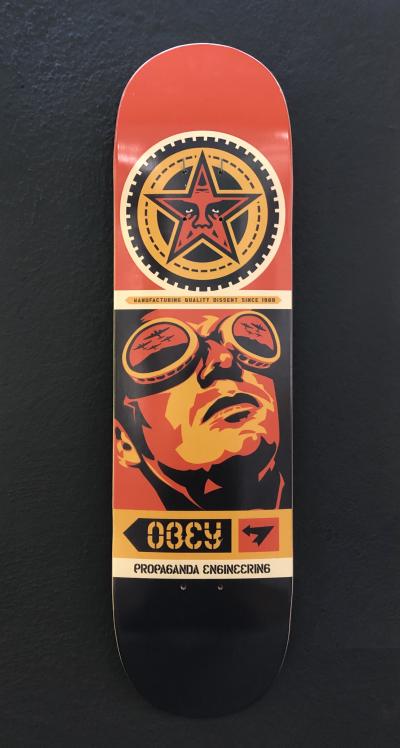 MANUFACTURING QUALITY DISSENT SINCE 1989
OBEY
PROPAGANDA ENGINEERING